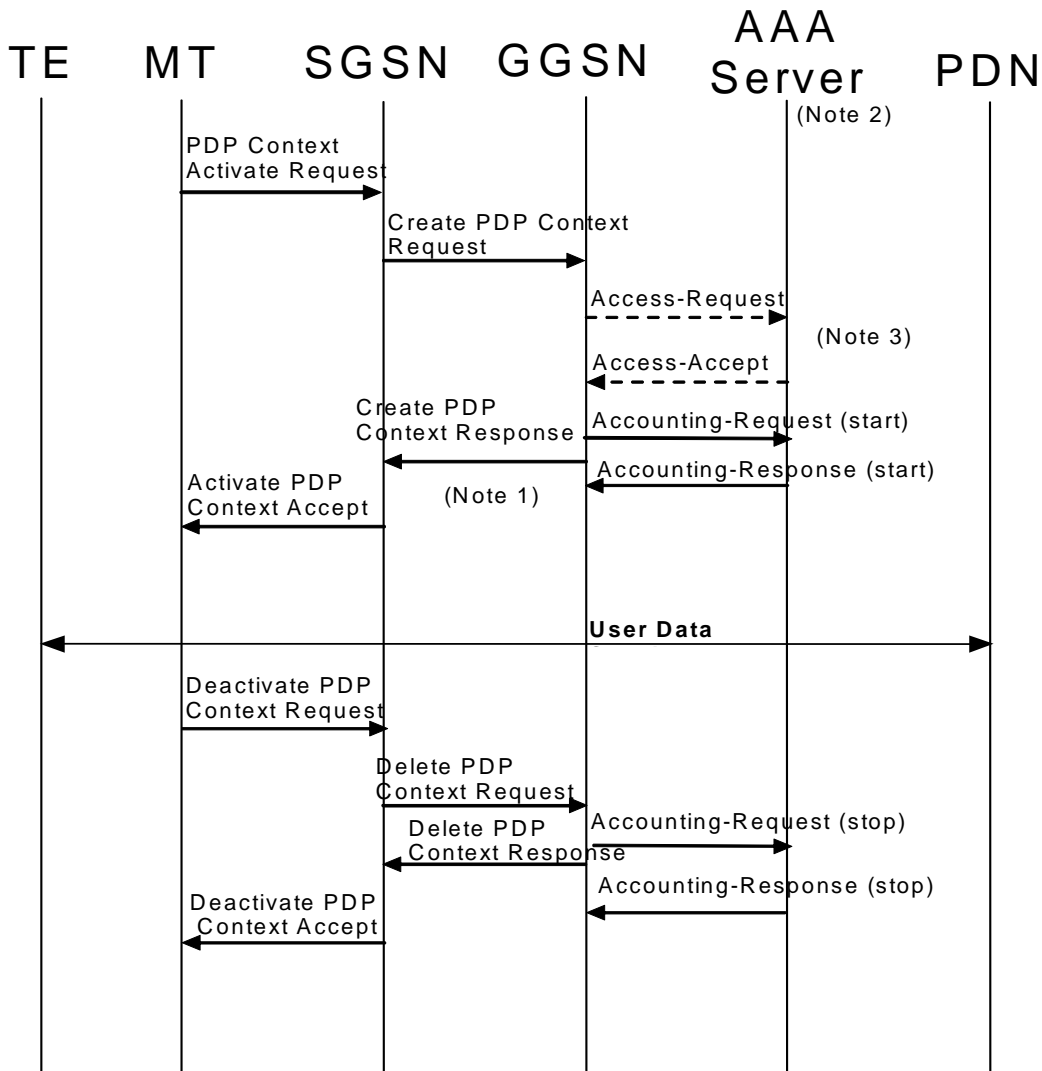 TE MT SGSN GGSN AAA Server PDN
(Note 2)
PDP Context
Activate Request
Create PDP Context
Request
Access-Request
(Note 3)
Access-Accept
Create PDP
Context Response
Accounting-Request (start)
Accounting-Response (start)
Activate PDP
Context Accept
(Note 1)
User Data
Deactivate PDP
Context Request
Delete PDP
Context Request
Accounting-Request (stop)
Delete PDP
Context Response
Accounting-Response (stop)
Deactivate PDP
Context Accept